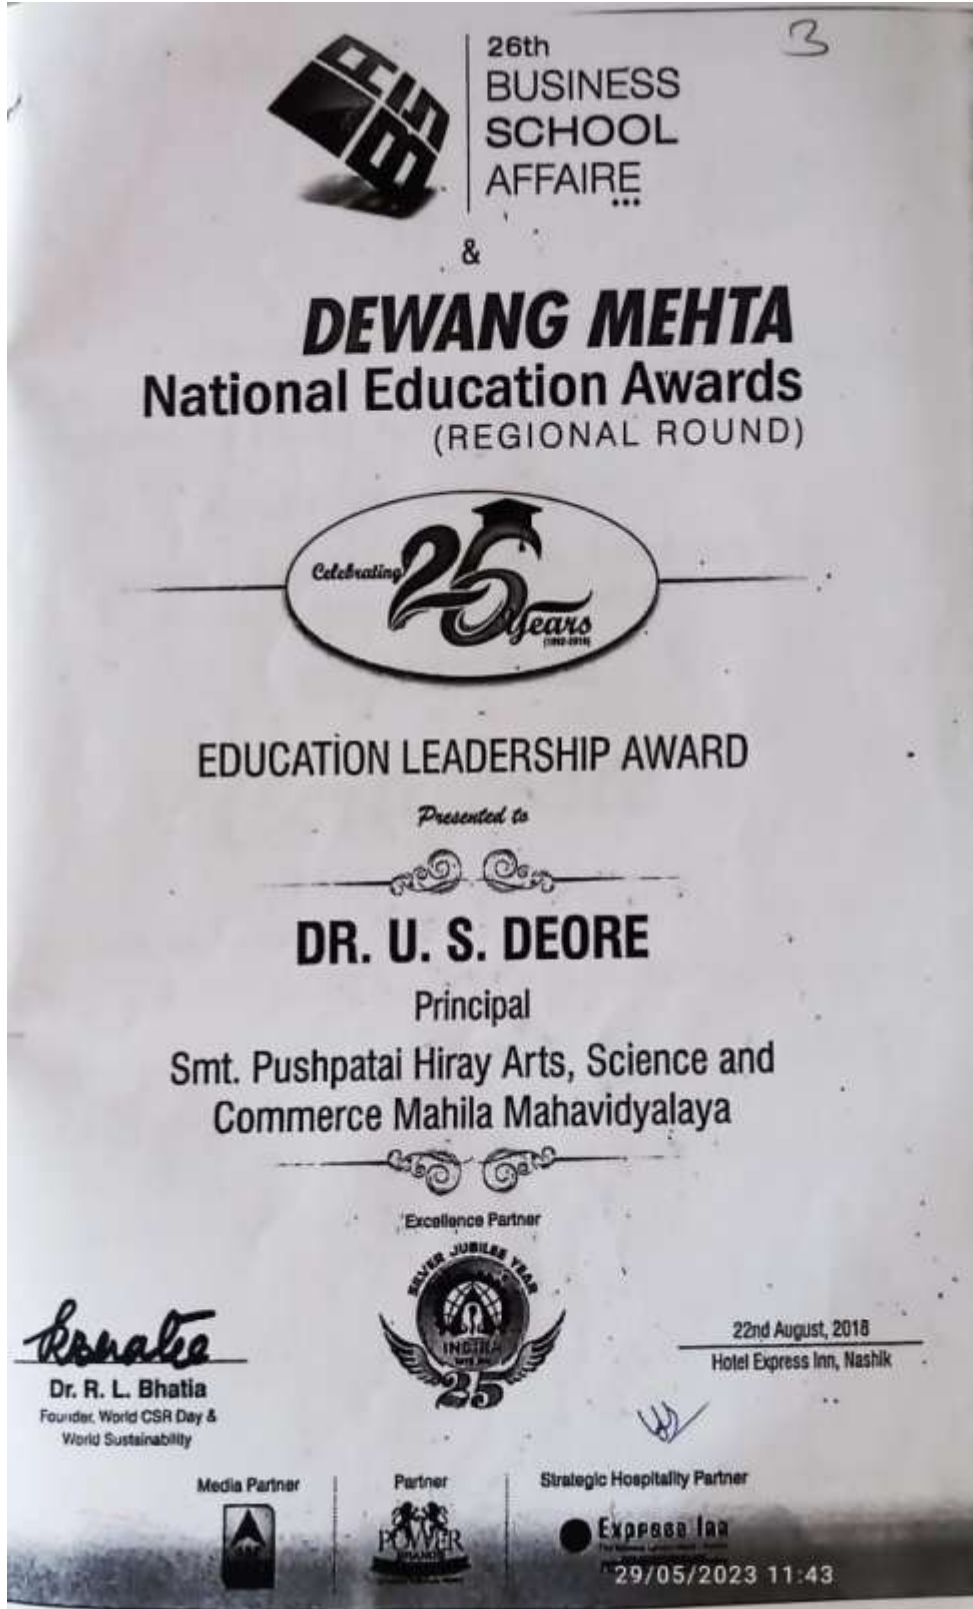 3
BSA
26th
BUSINESS
SCHOOL
AFFAIRE
&
DEWANG MEHTA
National Education Awards
(REGIONAL ROUND)
Celebrating
25
Years
EDUCATION LEADERSHIP AWARD
Presented to
DR. U. S. DEORE
Principal
Smt. Pushpatai Hiray Arts, Science and
Commerce Mahila Mahavidyalaya
Excellence Partner
SILVER JUBILEE YEAR
INDIRA
25
22nd August, 2018
Hotel Express Inn, Nashik
Dr. R. L. Bhatia
Founder, World CSR Day &
World Sustainability
Media Partner
Partner
Strategic Hospitality Partner
POWER
Express Inn
29/05/2023 11:43